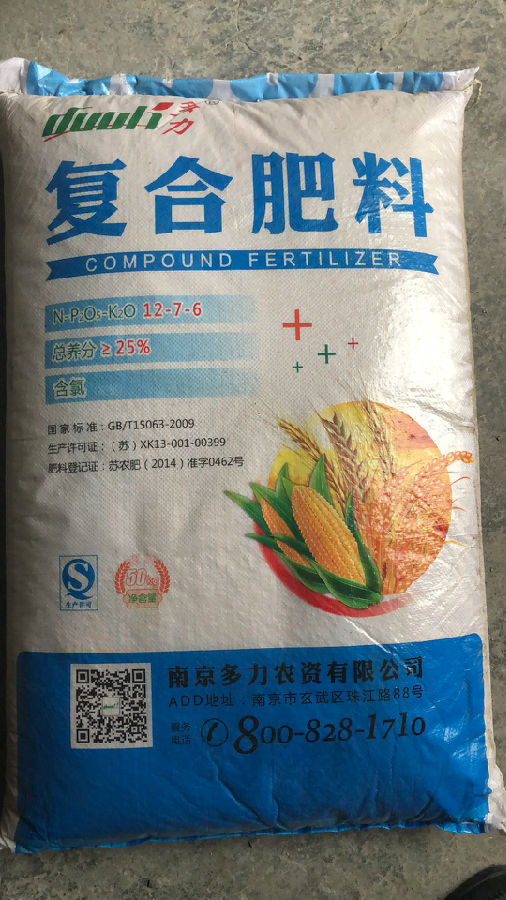 duoli 多力®
复合肥料
COMPOUND FERTILIZER
N-P₂O₅-K₂O 12-7-6
总养分≥25%
含氯
国家标准：GB/T15063-2009
生产许可证：（苏）XK13-001-00399
肥料登记证：苏农肥（2014）准字0462号
生产许可
50kg
净含量
南京多力农资有限公司
ADD地址：南京市玄武区珠江路88号
服务电话 800-828-1710